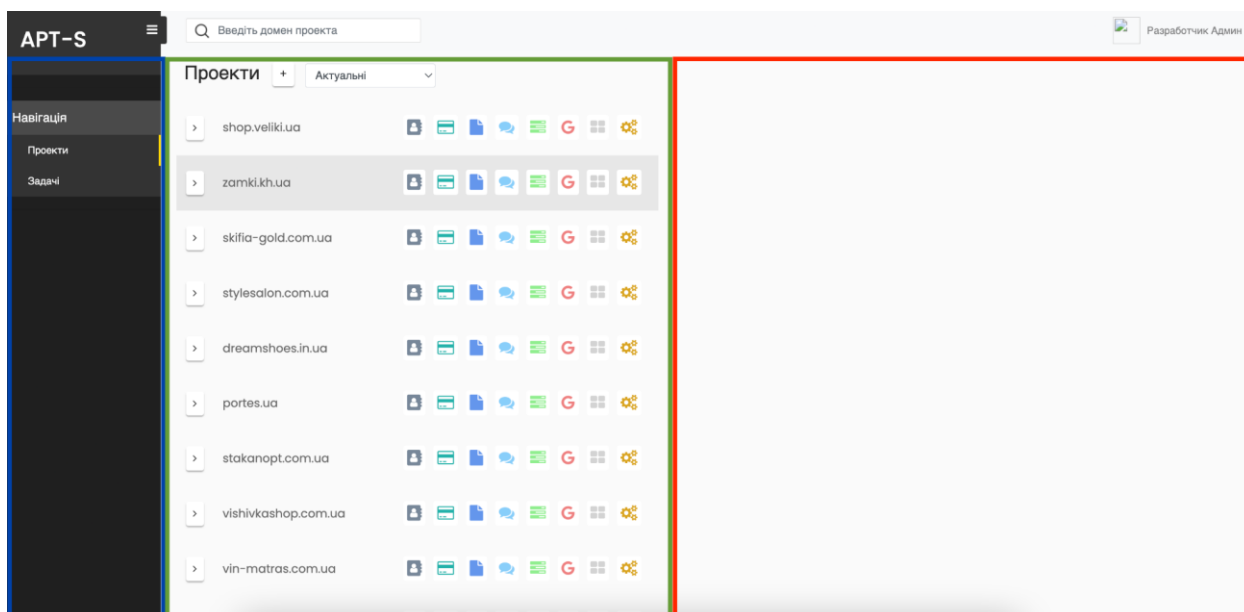 APT-S
Введіть домен проекта
Разработчик Админ
Навігація
Проекти
Задачі
Проекти + Актуальні
shop.veliki.ua
zamki.kh.ua
skifia-gold.com.ua
stylesalon.com.ua
dreamshoes.in.ua
portes.ua
stakanopt.com.ua
vishivkashop.com.ua
vin-matras.com.ua